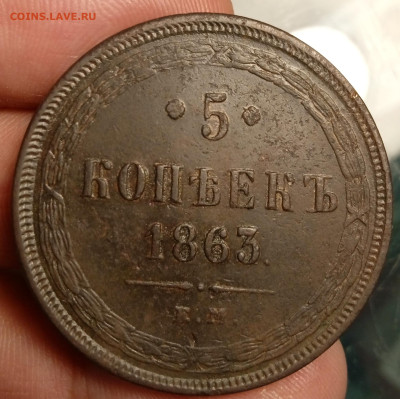 COINS.LAVE.RU
· 5 ·
КОПѢЕКЪ
1863.
Е.М.